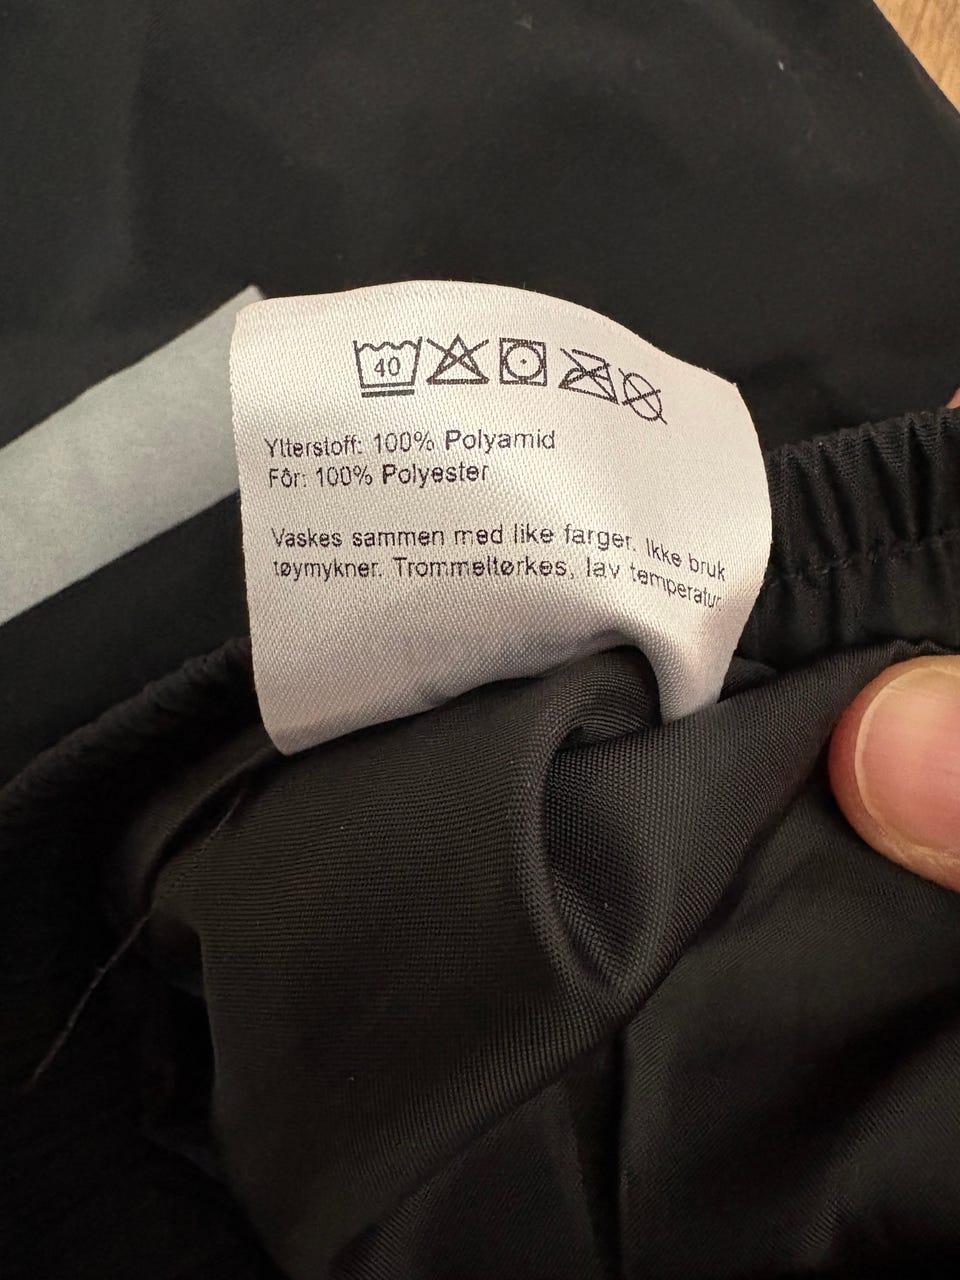 40
Ytterstoff: 100% Polyamid
Fôr: 100% Polyester
Vaskes sammen med like farger. Ikke bruk
tøymykner. Trommeltørkes, lav temperatur.